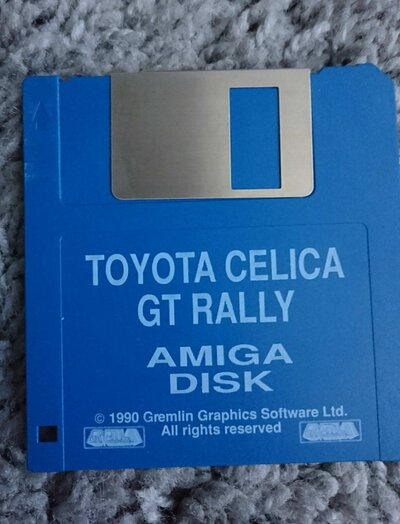 TOYOTA CELICA
GT RALLY
AMIGA
DISK
© 1990 Gremlin Graphics Software Ltd.
All rights reserved